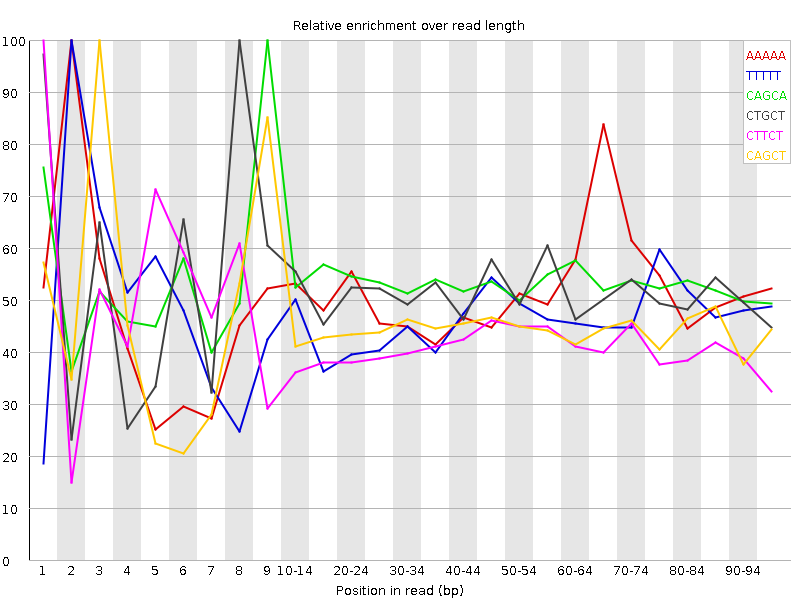 Relative enrichment over read length
100
90
80
70
60
50
40
30
20
10
0
AAAAA
TTTTT
CAGCA
CTGCT
CTTCT
CAGCT
1 2 3 4 5 6 7 8 9 10-14 20-24 30-34 40-44 50-54 60-64 70-74 80-84 90-94
Position in read (bp)